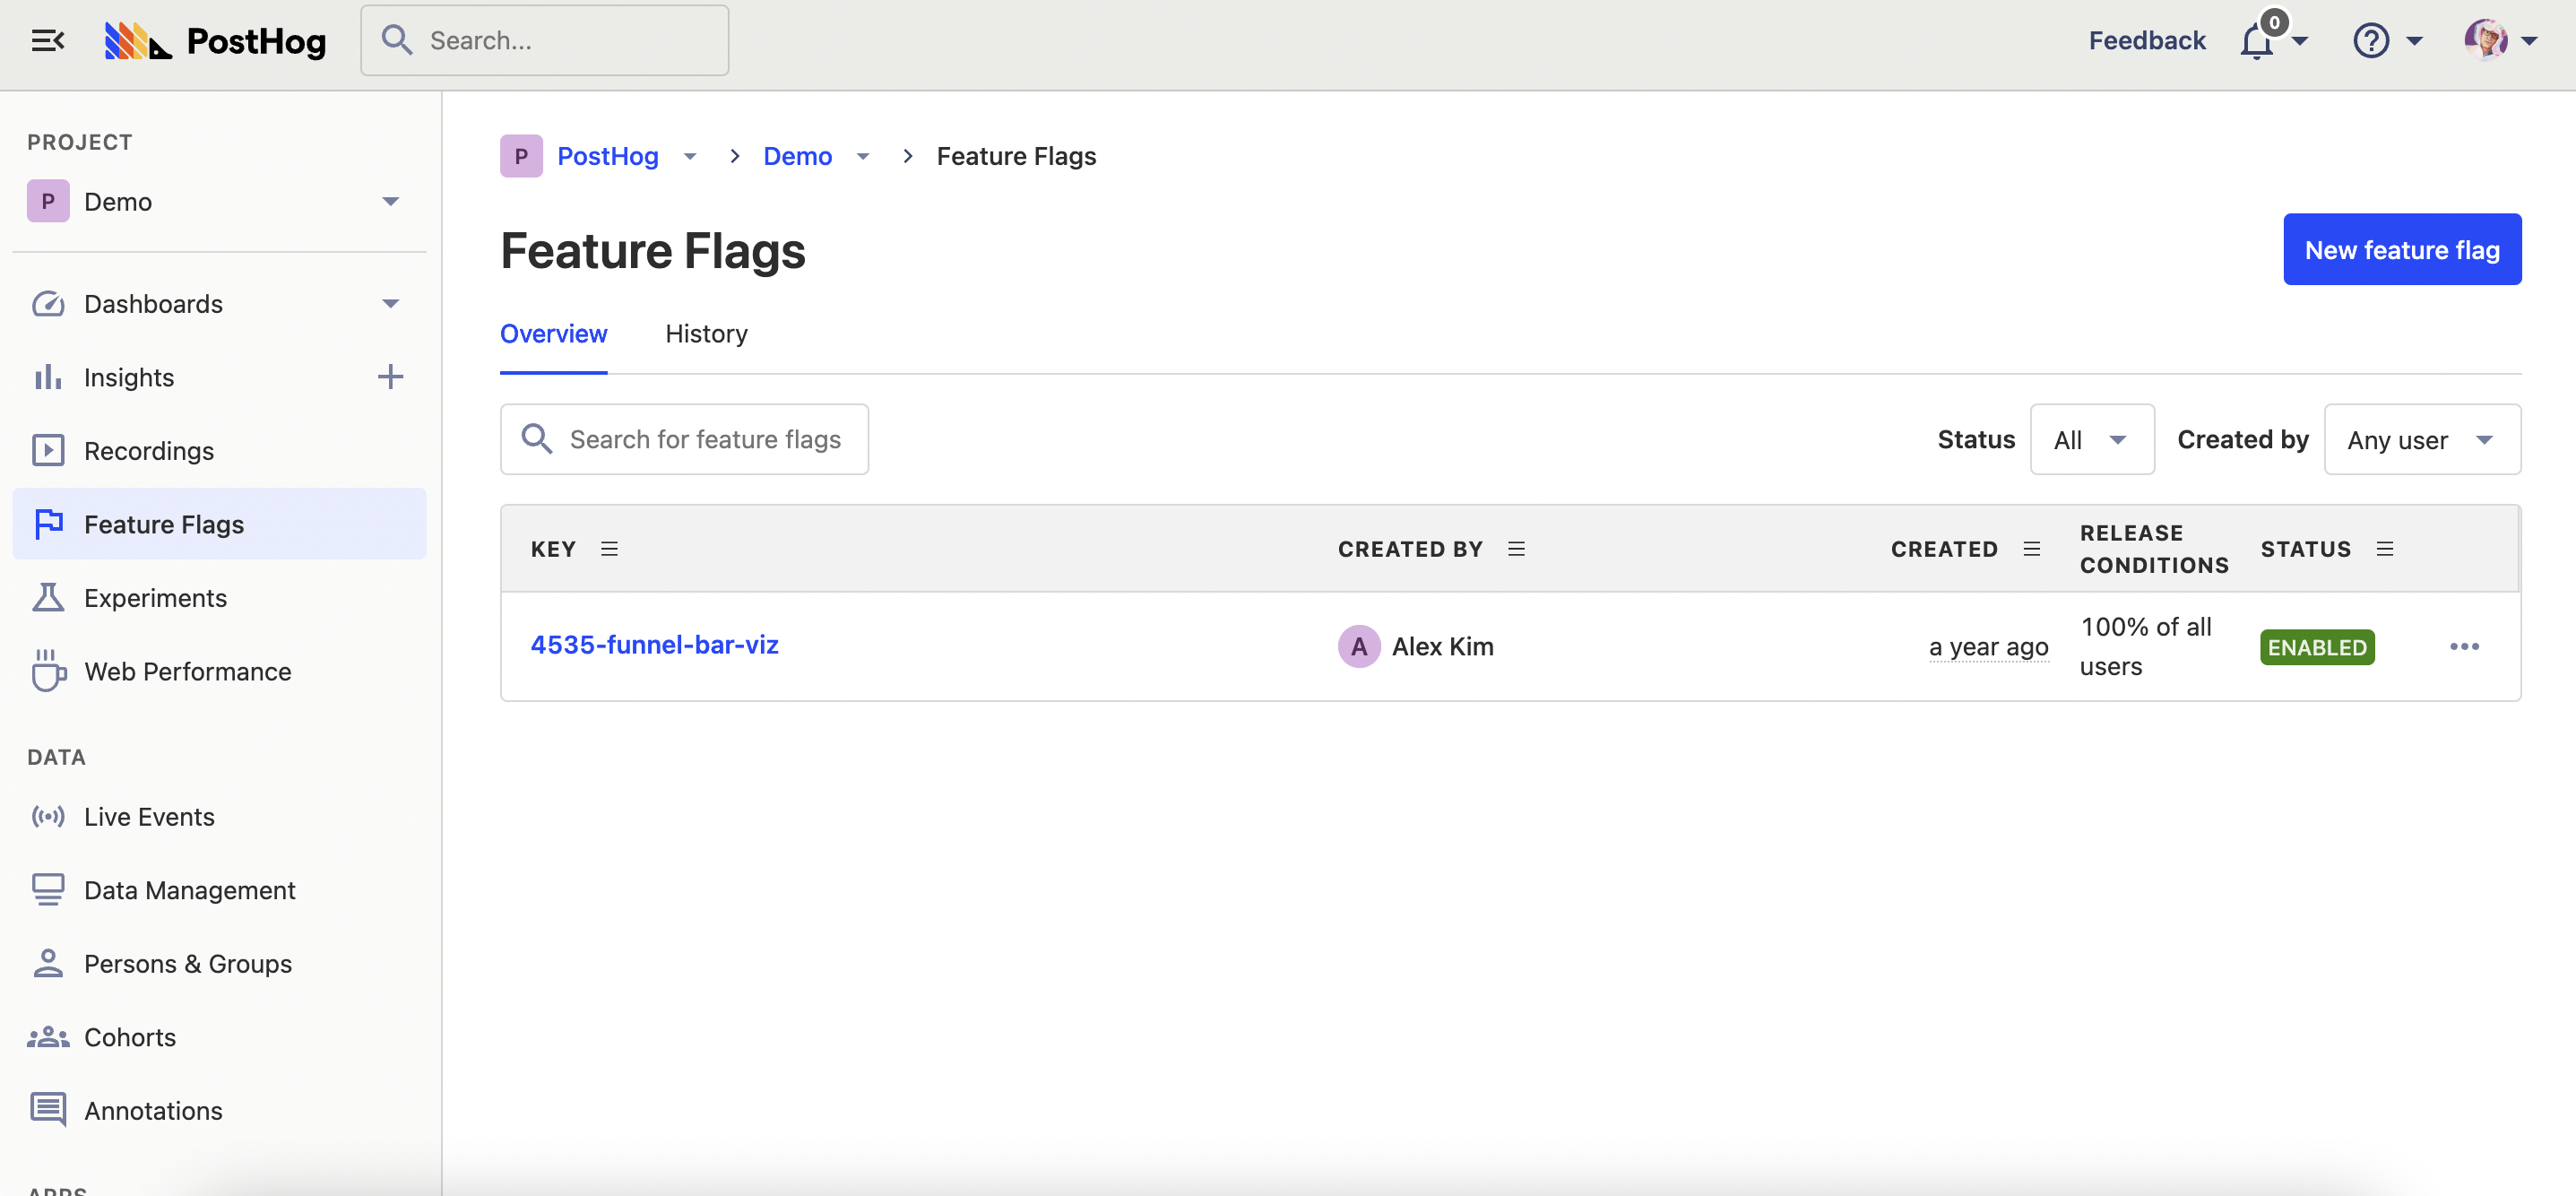 PostHog
Search...
Feedback
0
PROJECT
P Demo
Dashboards
Insights
Recordings
Feature Flags
Experiments
Web Performance
DATA
Live Events
Data Management
Persons & Groups
Cohorts
Annotations
APPS
P PostHog > Demo > Feature Flags
Feature Flags
New feature flag
Overview History
Search for feature flags
Status All Created by Any user
KEY CREATED BY CREATED RELEASE CONDITIONS STATUS
4535-funnel-bar-viz A Alex Kim a year ago 100% of all users ENABLED